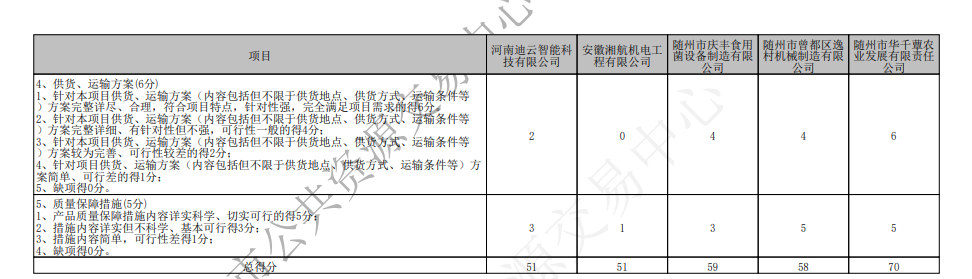 项目
河南迪云智能科
技有限公司
安徽湘航机电工
程有限公司
随州市庆丰食用
菌设备制造有限
公司
随州市曾都区逸
村机械制造有限
公司
随州市华千蕈农
业发展有限责任
公司
4、供货、运输方案(6分)
1、针对本项目供货、运输方案（内容包括但不限于供货地点、供货方式、运输条件等
）方案完整详尽、合理，符合项目特点，针对性强，完全满足项目需求的得6分；
2、针对本项目供货、运输方案（内容包括但不限于供货地点、供货方式、运输条件等
）方案完整详细、有针对性但不强，可行性一般的得4分；
3、针对本项目供货、运输方案（内容包括但不限于供货地点、供货方式、运输条件等
）方案较为完善、可行性较差的得2分；
4、针对项目供货、运输方案（内容包括但不限于供货地点、供货方式、运输条件等）方
案简单、可行差的得1分；
5、缺项得0分。
2 0 4 4 6
5、质量保障措施(5分)
1、产品质量保障措施内容详实科学、切实可行的得5分；
2、措施内容详实但不科学、基本可行得3分；
3、措施内容简单，可行性差得1分；
4、缺项得0分。
3 1 3 5 5
总得分 51 51 59 58 70
市公共资源交易中心
源交易中心